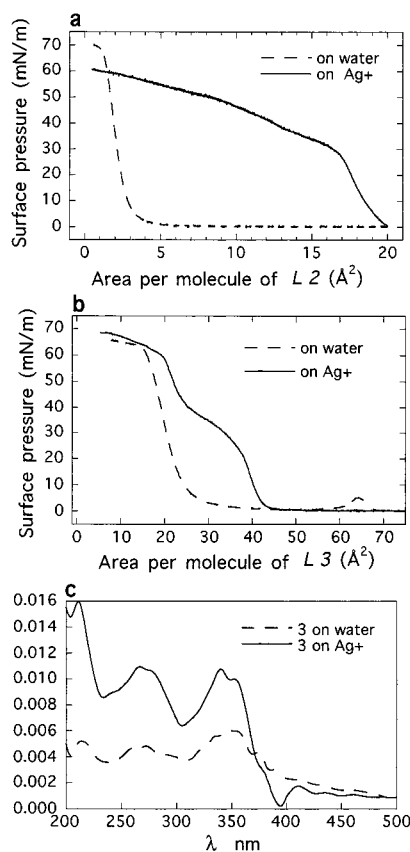 a
Surface pressure (mN/m)
70
60
50
40
30
20
10
0
on water
on Ag+
0 5 10 15 20
Area per molecule of L 2 (Å²)
b
Surface pressure (mN/m)
70
60
50
40
30
20
10
0
on water
on Ag+
0 10 20 30 40 50 60 70
Area per molecule of L 3 (Å²)
c
0.016
0.014
0.012
0.010
0.008
0.006
0.004
0.002
0.000
3 on water
3 on Ag+
200 250 300 350 400 450 500
λ nm